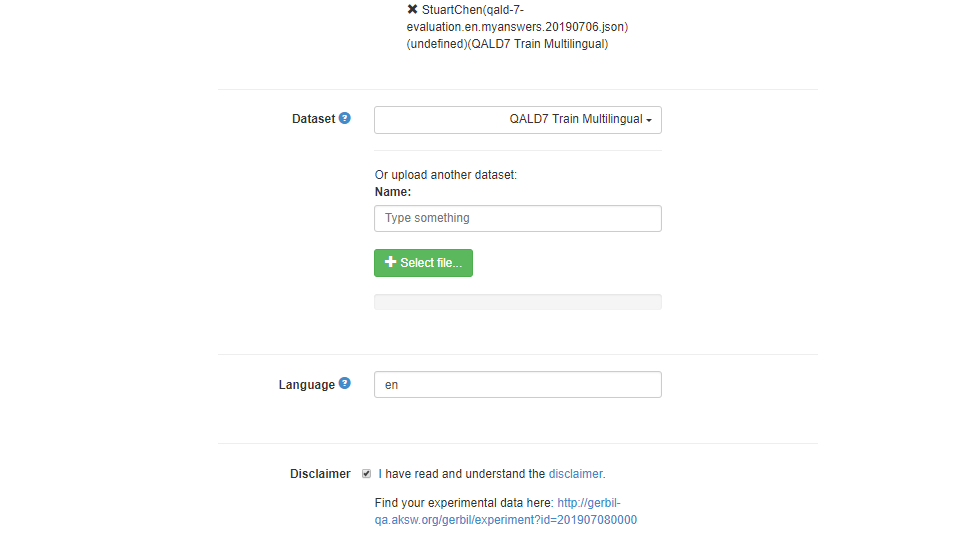 ✖ StuartChen(qald-7-
evaluation.en.myanswers.20190706.json)
(undefined)(QALD7 Train Multilingual)
Dataset
QALD7 Train Multilingual
Or upload another dataset:
Name:
Type something
Select file...
Language
en
Disclaimer
I have read and understand the disclaimer.
Find your experimental data here: http://gerbil-
qa.aksw.org/gerbil/experiment?id=201907080000